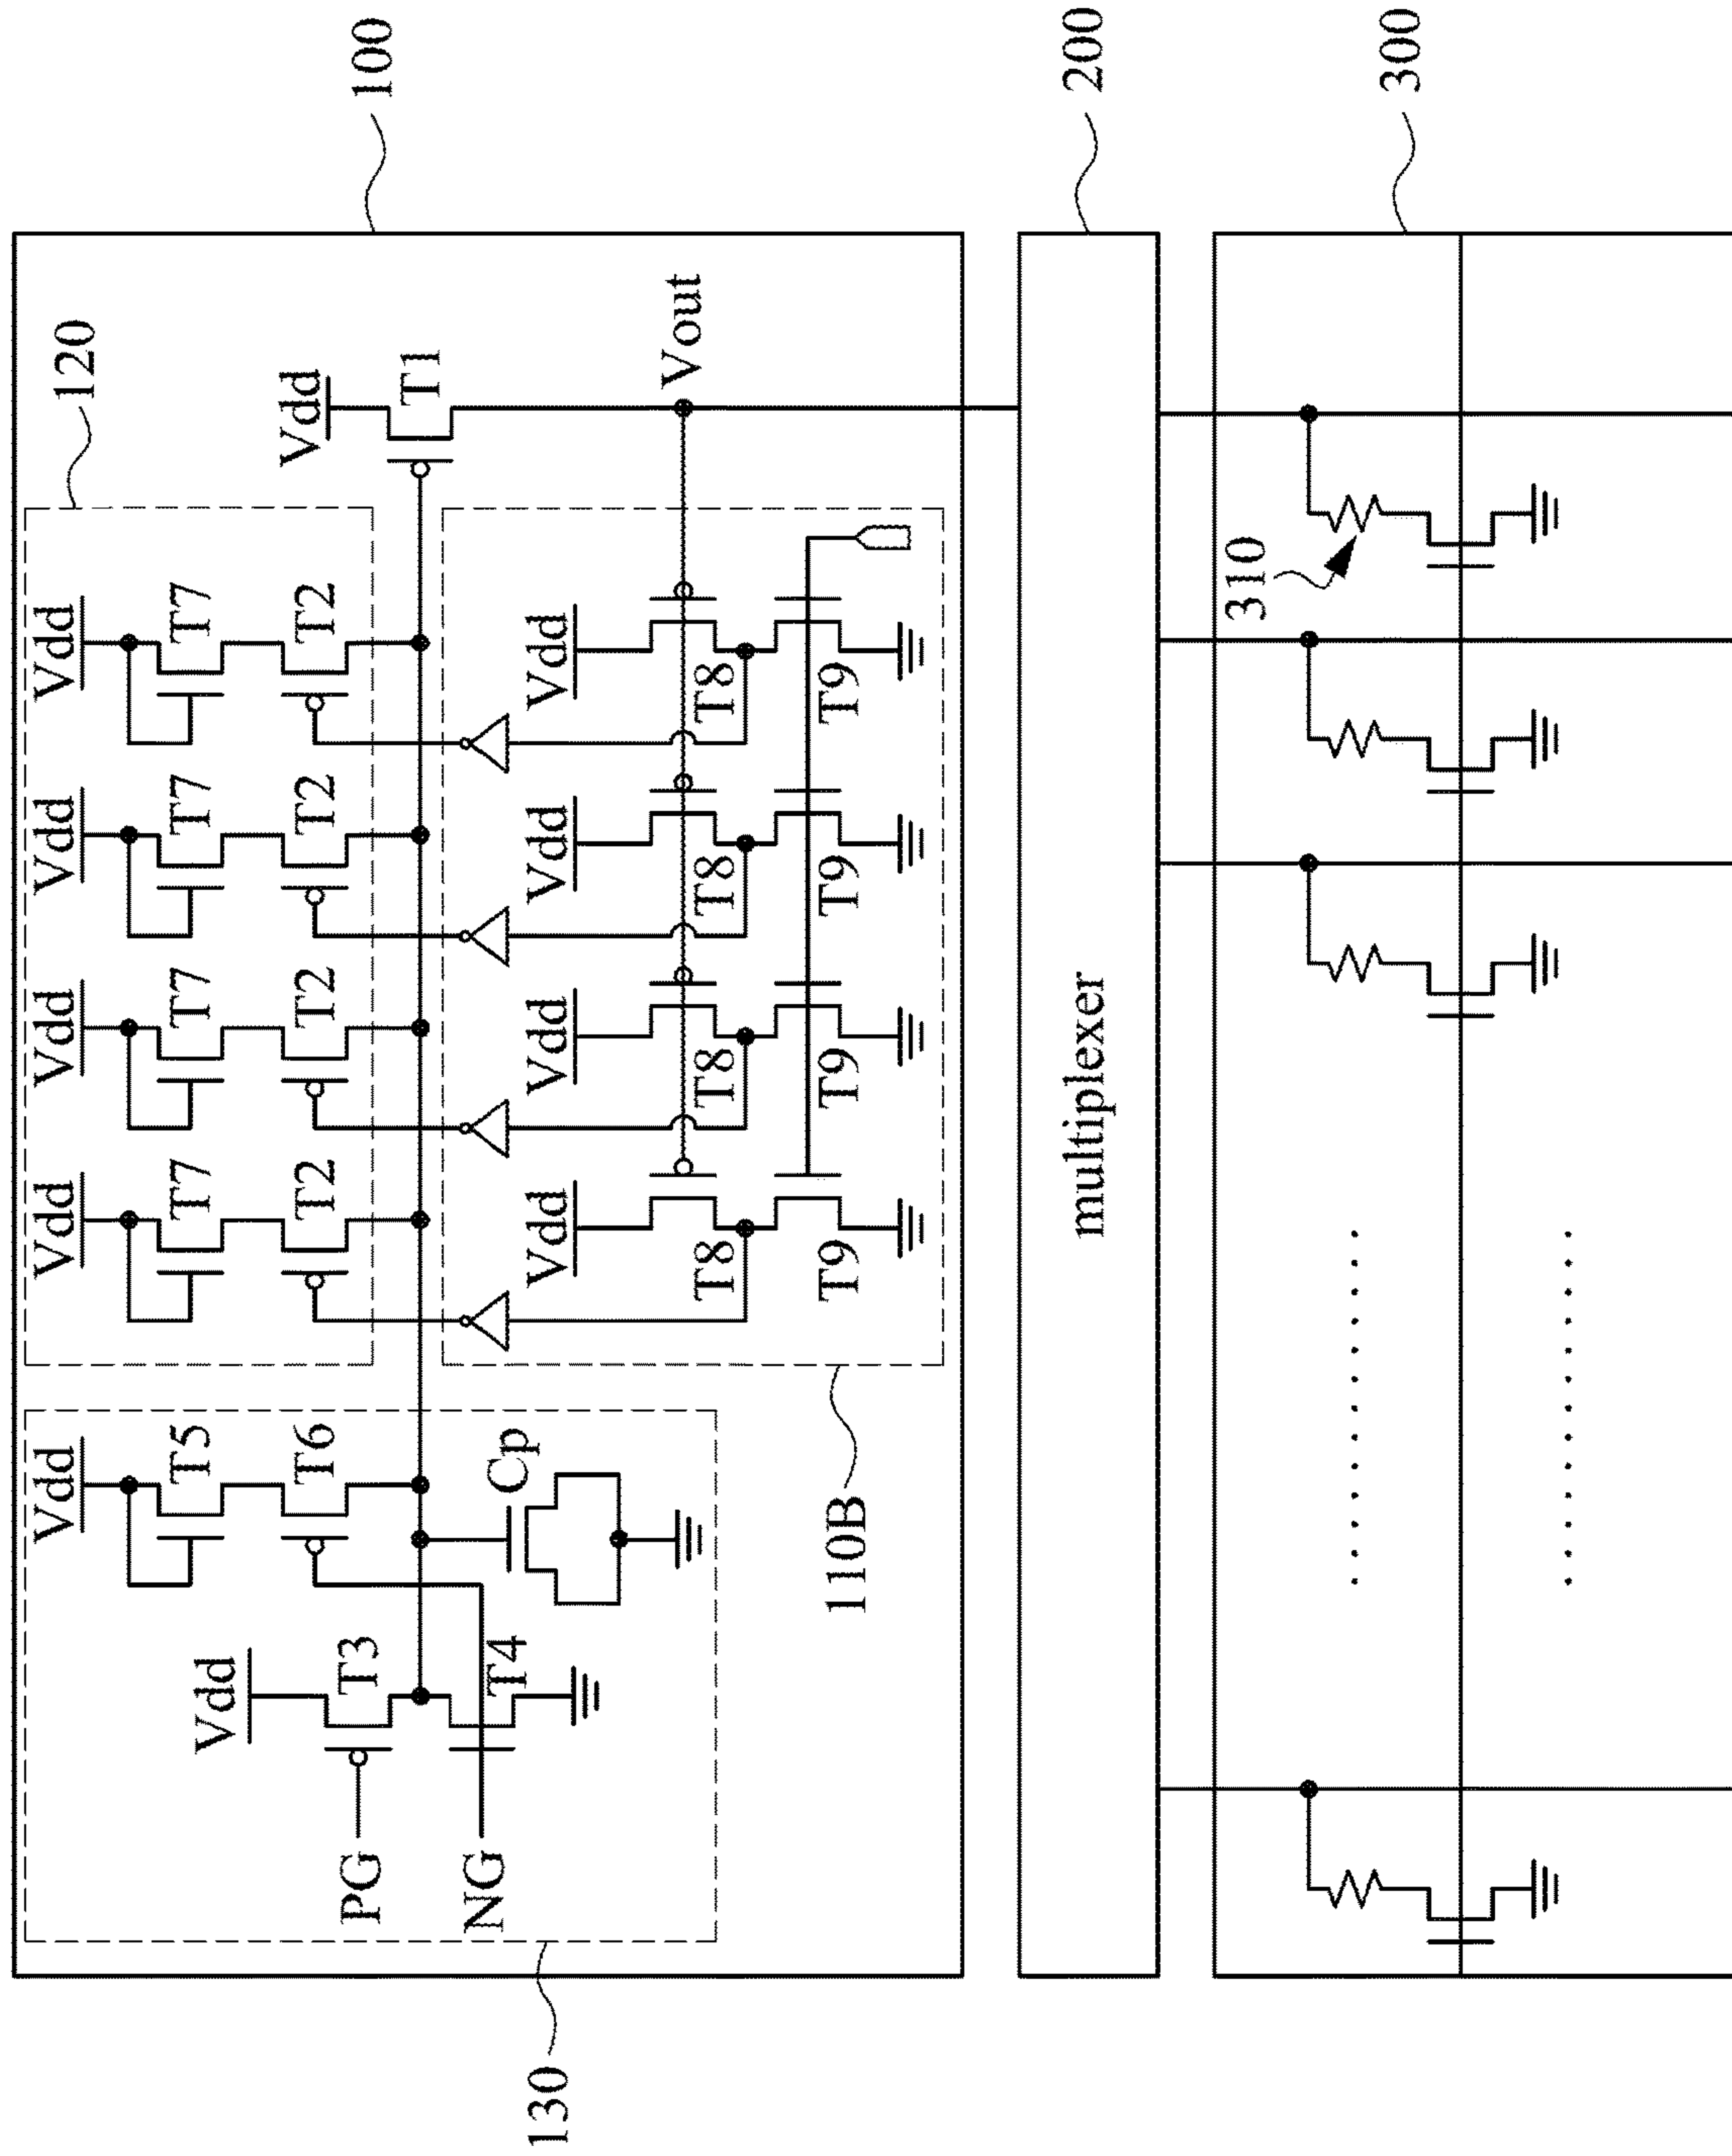 100
200
300
120
Vdd
T1
Vout
Vdd
Vdd
Vdd
Vdd
T7
T7
T7
T7
T2
T2
T2
T2
Vdd
Vdd
Vdd
Vdd
T8
T8
T8
T8
T9
T9
T9
T9
110B
Vdd
T5
T6
Cp
Vdd
T3
T4
PG
NG
130
multiplexer
310